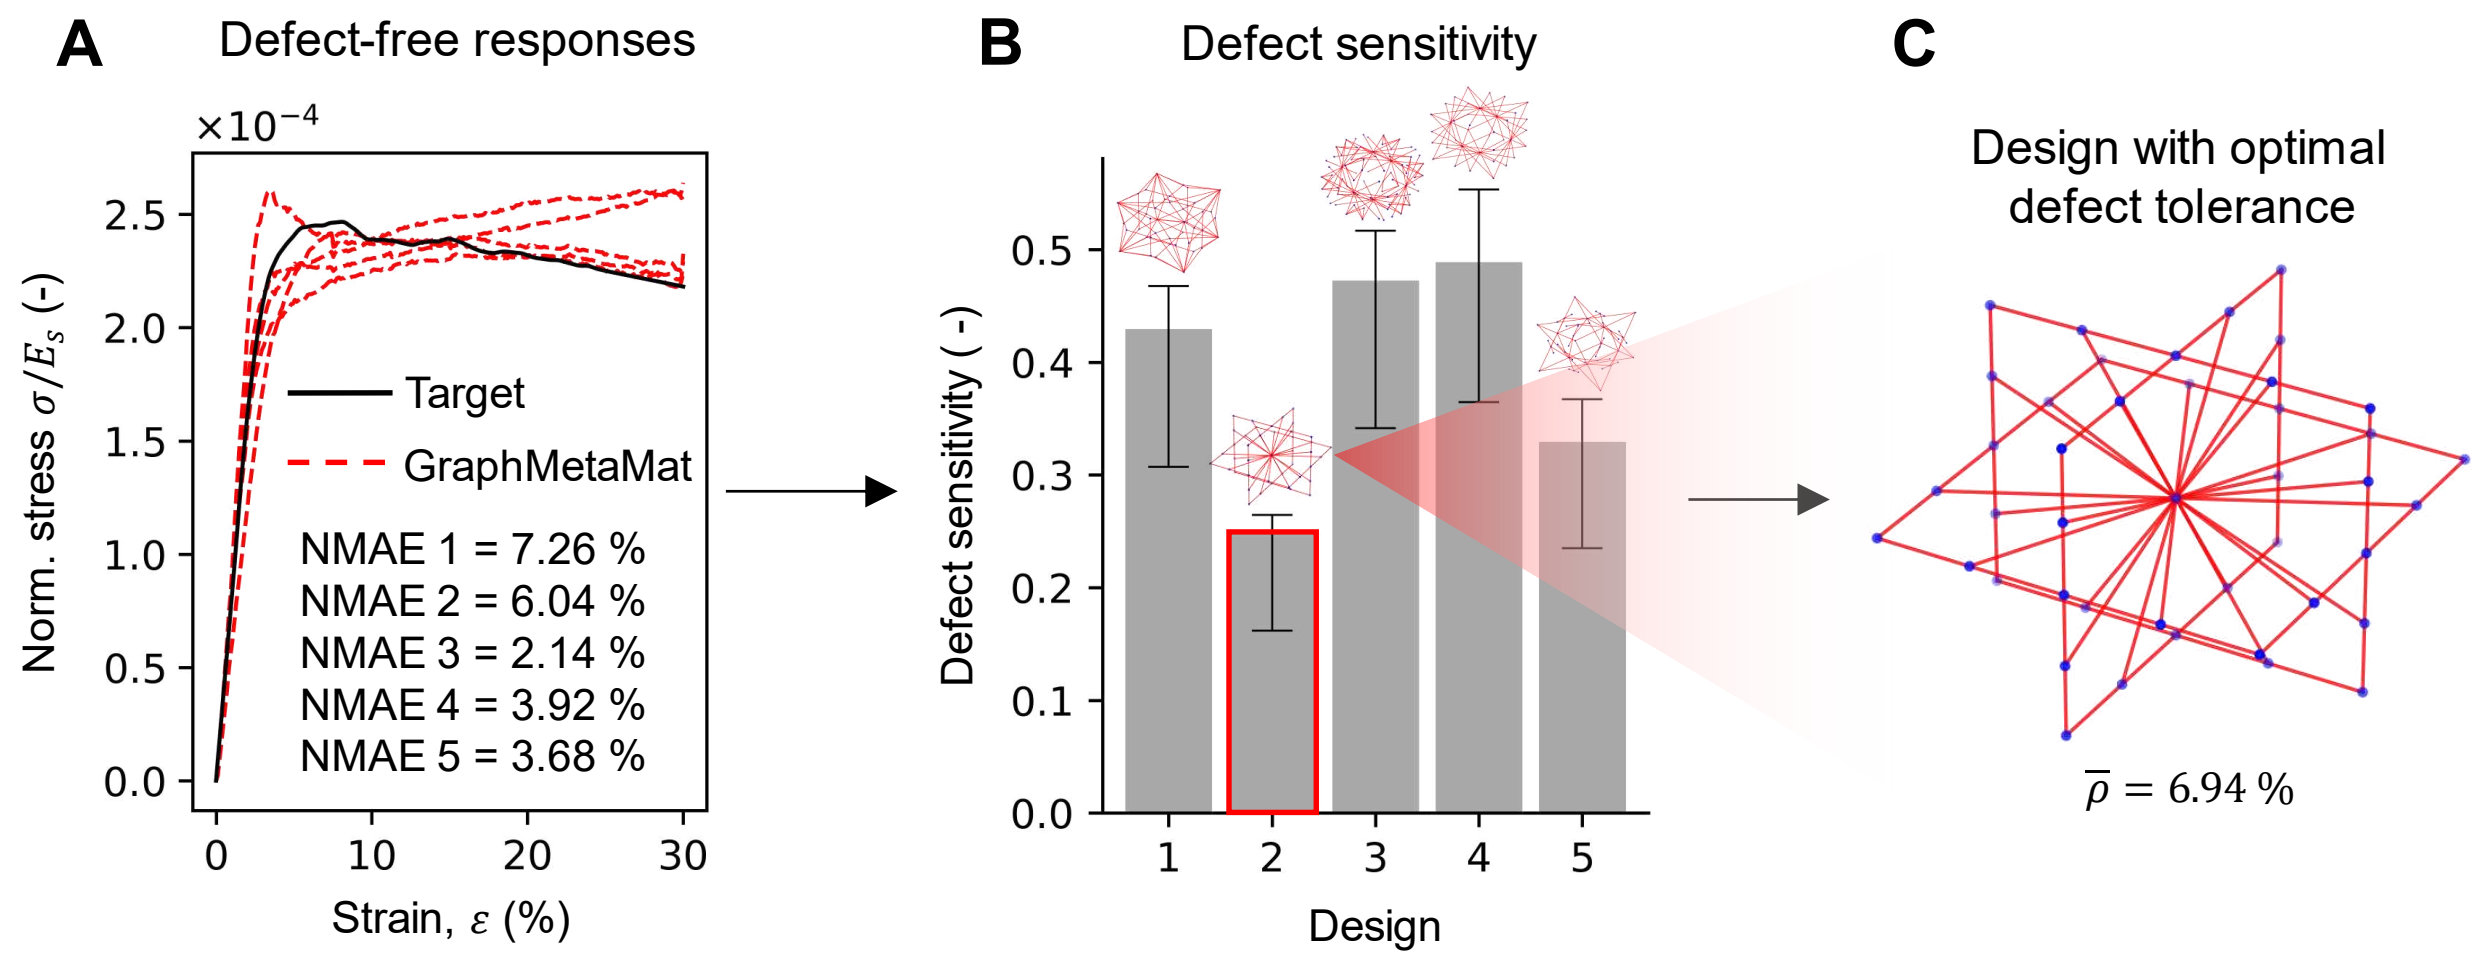 A
Defect-free responses
×10⁻⁴
2.5
2.0
1.5
1.0
0.5
0.0
Norm. stress σ/Eₛ (-)
Target
GraphMetaMat
NMAE 1 = 7.26 %
NMAE 2 = 6.04 %
NMAE 3 = 2.14 %
NMAE 4 = 3.92 %
NMAE 5 = 3.68 %
0 10 20 30
Strain, ε (%)
B
Defect sensitivity
0.5
0.4
0.3
0.2
0.1
0.0
Defect sensitivity ( -)
1 2 3 4 5
Design
C
Design with optimal
defect tolerance
ρ̅ = 6.94 %